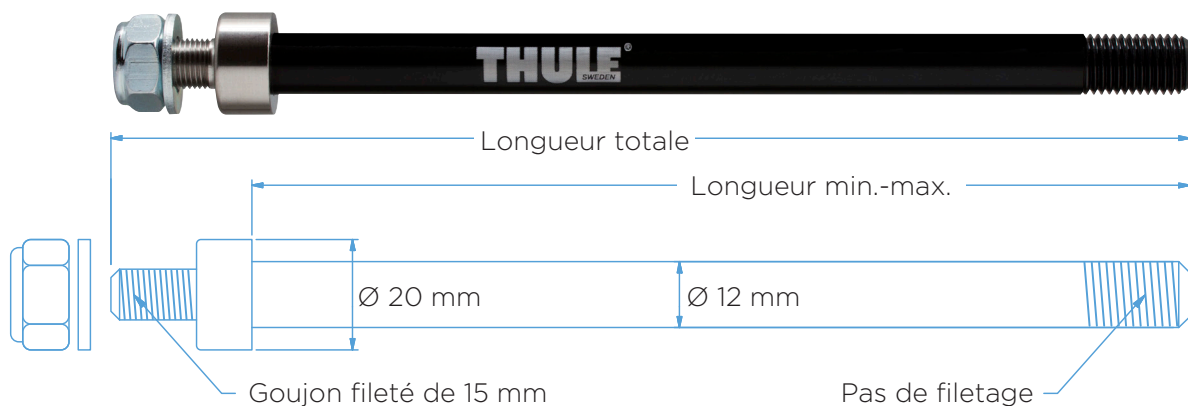 THULE®
SWEDEN
Longueur totale
Longueur min.-max.
Ø 20 mm
Ø 12 mm
Goujon fileté de 15 mm
Pas de filetage